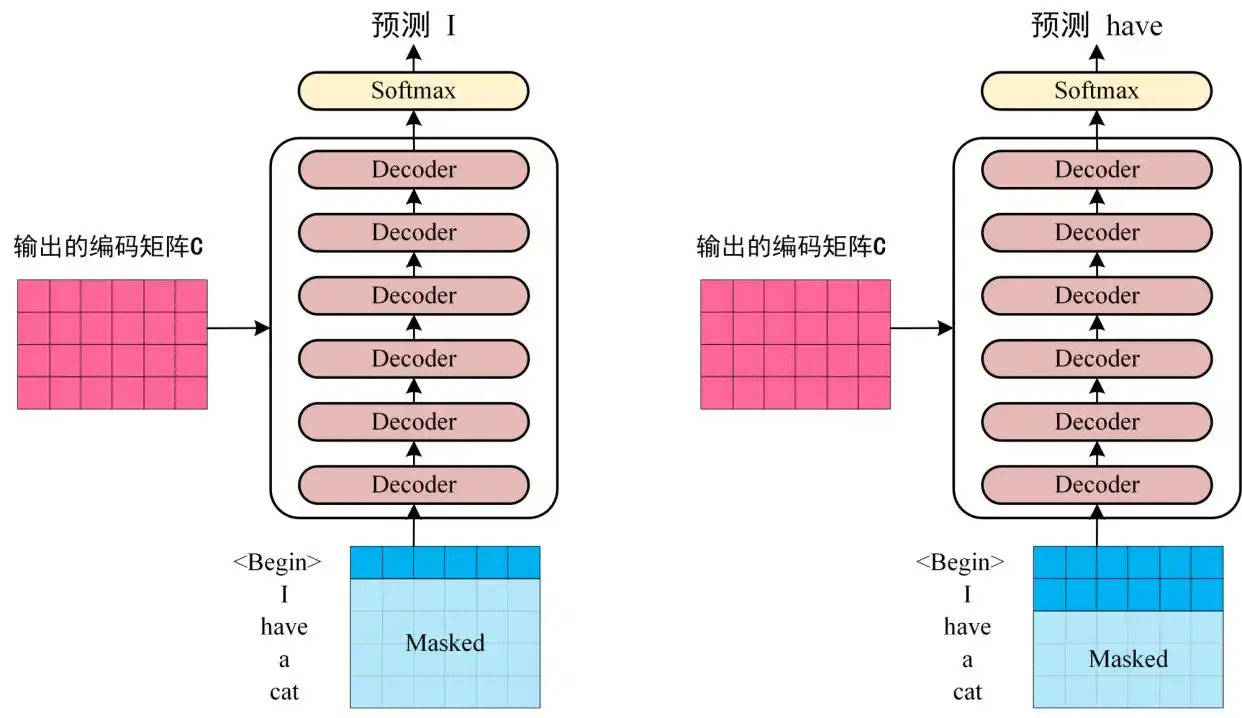 预测 I
Softmax
Decoder
Decoder
Decoder
Decoder
Decoder
Decoder
输出的编码矩阵C
<Begin>
I
have
a
cat
Masked
预测 have
Softmax
Decoder
Decoder
Decoder
Decoder
Decoder
Decoder
输出的编码矩阵C
<Begin>
I
have
a
cat
Masked